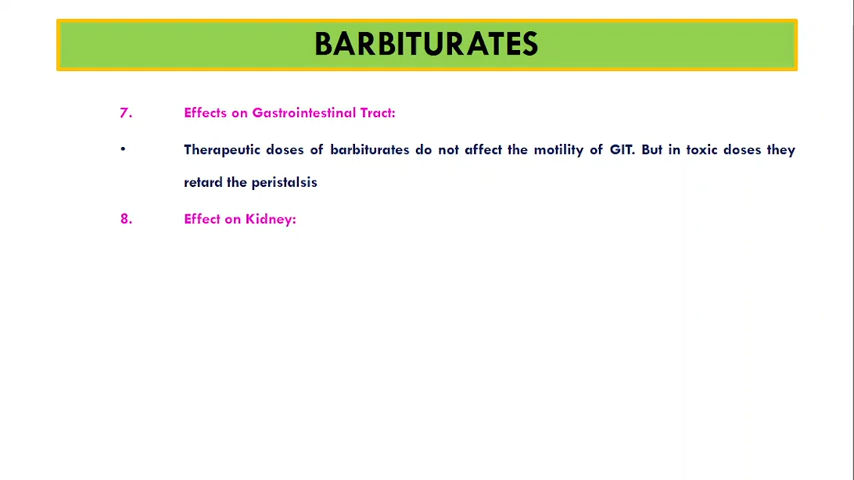 BARBITURATES
7. Effects on Gastrointestinal Tract:
• Therapeutic doses of barbiturates do not affect the motility of GIT. But in toxic doses they
retard the peristalsis
8. Effect on Kidney: